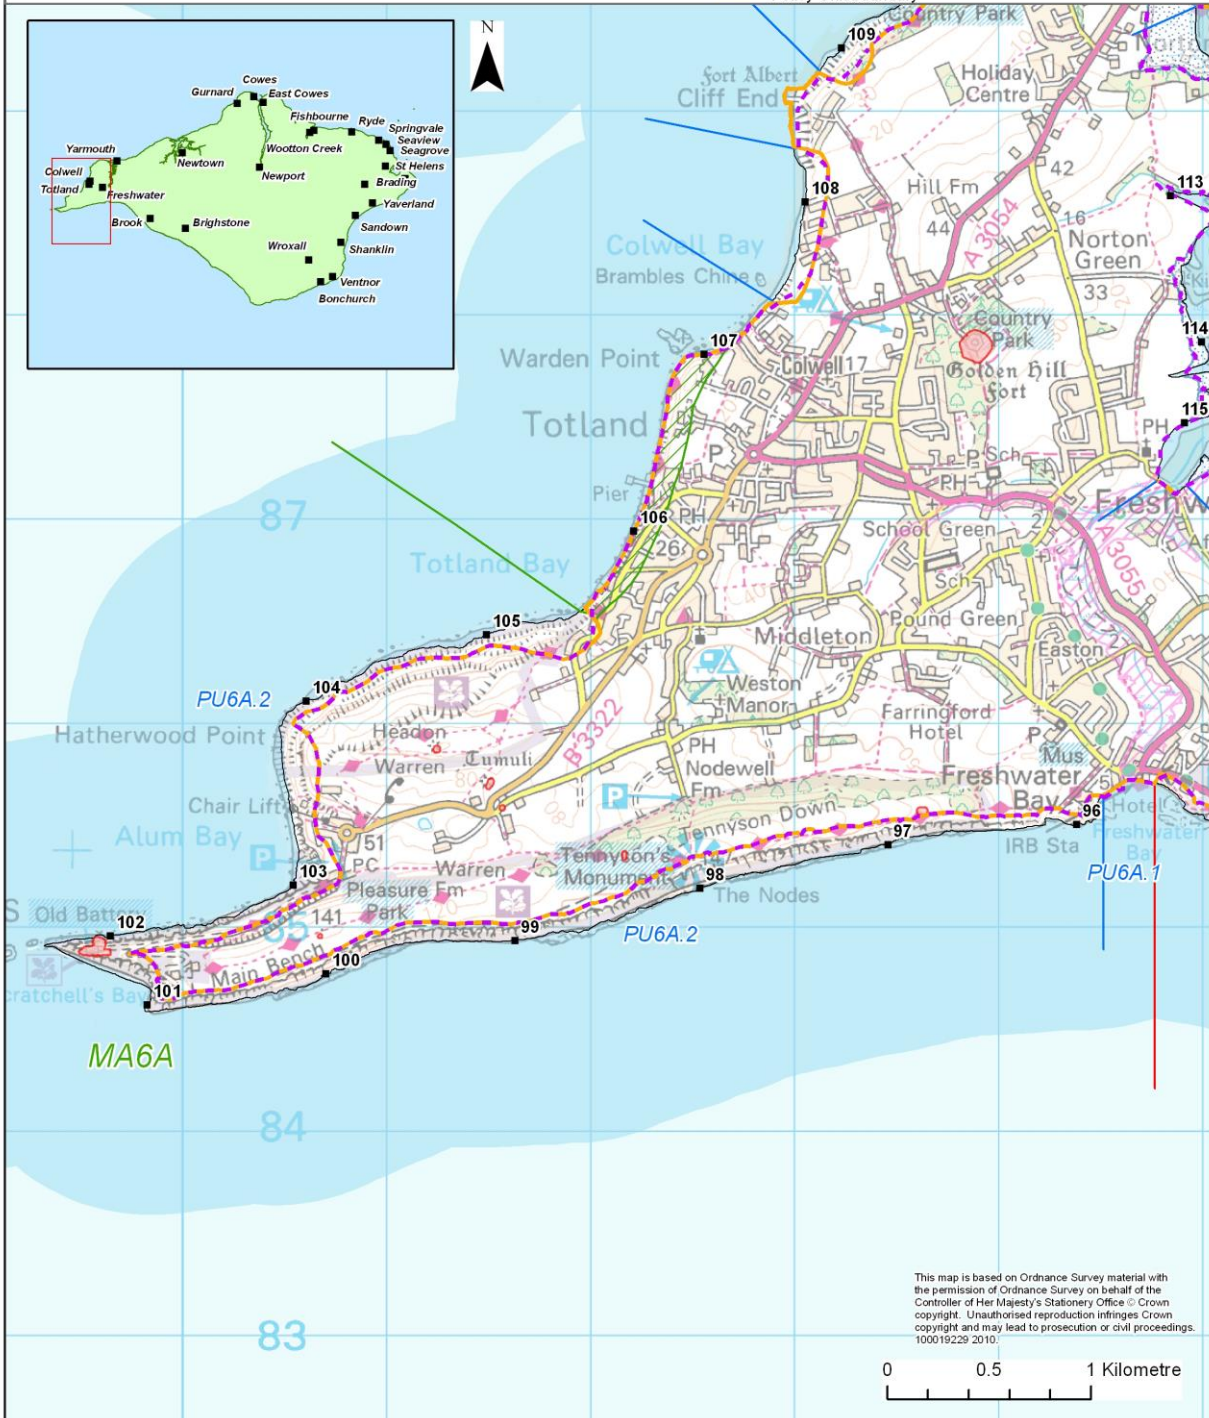 Cowes
Gurnard
East Cowes
Fishbourne
Ryde
Springvale
Seaview
Seagrove
Yarmouth
Wootton Creek
Newtown
St Helens
Colwell
Newport
Totland
Freshwater
Brading
Yaverland
Brook
Brighstone
Sandown
Wroxall
Shanklin
Ventnor
Bonchurch
N
Country Park
109
Fort Albert
Cliff End
Holiday
Centre
20
42
113
108
Hill Fm
44
A 3054
16
Norton
Green
Colwell Bay
Brambles Chine
33
20
Country
Park
114
107
Warden Point
Colwell 17
Golden Hill
Fort
Totland
115
PH
P
P
Sch
Pier
PH
87
106
PH
School Green
2
26
A 3055
Totland Bay
Sch
Pound Green
105
Middleton
Easton
Weston
Manor
104
PU6A.2
Farringford
Hotel
Hatherwood Point
Headon
Warren
Tumuli
B 3322
PH
Nodewell
Fm
P
Mus
Freshwater
Bay
5
Chair Lift
P
Tennyson Down
96
Hotel
Alum Bay
P
51
PC
97
IRB Sta
Freshwater
Bay
Warren
Tennyson's
Monument
PU6A.1
103
Pleasure
Park
Fm
98
The Nodes
Old Battery
102
141
85
99
PU6A.2
Main Bench
100
101
MA6A
84
83
This map is based on Ordnance Survey material with
the permission of Ordnance Survey on behalf of the
Controller of Her Majesty's Stationery Office © Crown
copyright. Unauthorised reproduction infringes Crown
copyright and may lead to prosecution or civil proceedings.
100019229 2010.
0 0.5 1 Kilometre